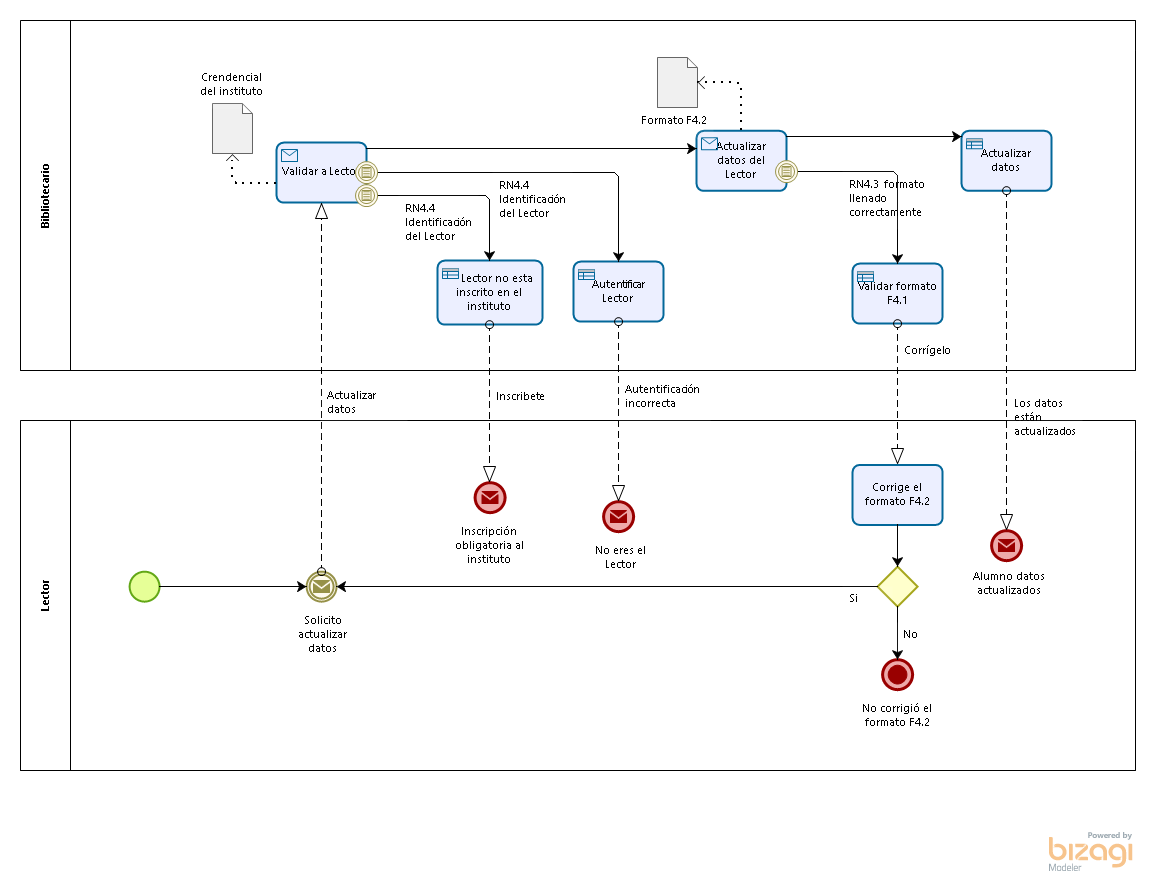 Bibliotecario
Crendencial
del instituto
Validar a Lecto
RN4.4
Identificación
del Lector
RN4.4
Identificación
del Lector
Formato F4.2
Actualizar
datos del
Lector
RN4.3 formato
llenado
correctamente
Actualizar
datos
Lector no esta
inscrito en el
instituto
Autentificar
Lector
Validar formato
F4.1
Corrígelo
Actualizar
datos
Inscribete
Autentificación
incorrecta
Los datos
están
actualizados
Lector
Corrige el
formato F4.2
Inscripción
obligatoria al
instituto
No eres el
Lector
Alumno datos
actualizados
Solicito
actualizar
datos
Si
No
No corrigió el
formato F4.2
Powered by
bizagi
Modeler